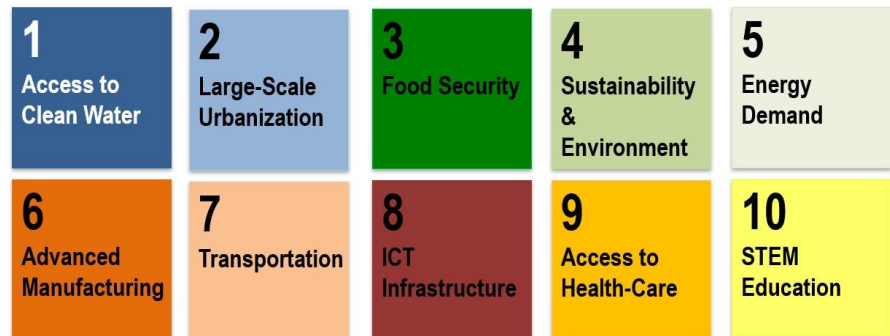 1
Access to
Clean Water
2
Large-Scale
Urbanization
3
Food Security
4
Sustainability
&
Environment
5
Energy
Demand
6
Advanced
Manufacturing
7
Transportation
8
ICT
Infrastructure
9
Access to
Health-Care
10
STEM
Education